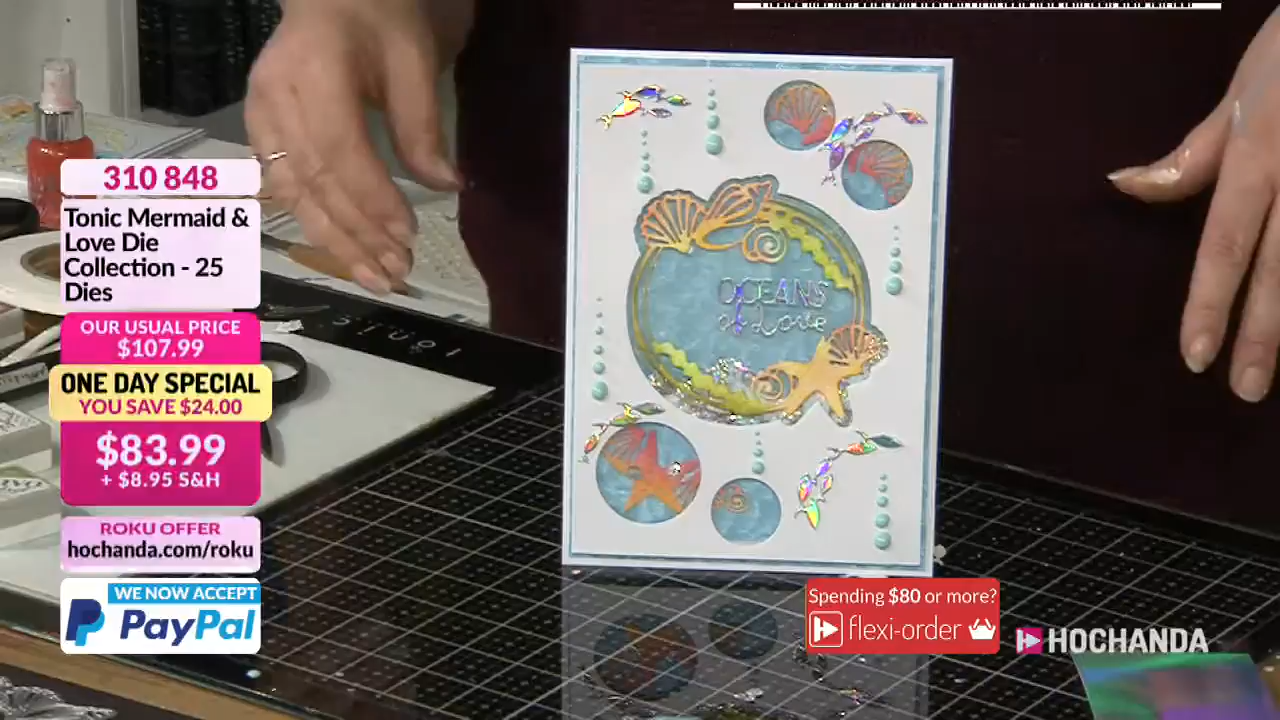 310 848
Tonic Mermaid &
Love Die
Collection - 25
Dies
OUR USUAL PRICE
$107.99
ONE DAY SPECIAL
YOU SAVE $24.00
$83.99
+ $8.95 S&H
ROKU OFFER
hochanda.com/roku
WE NOW ACCEPT
PayPal
tonic
OCEANS
of Love
Spending $80 or more?
flexi-order
HOCHANDA